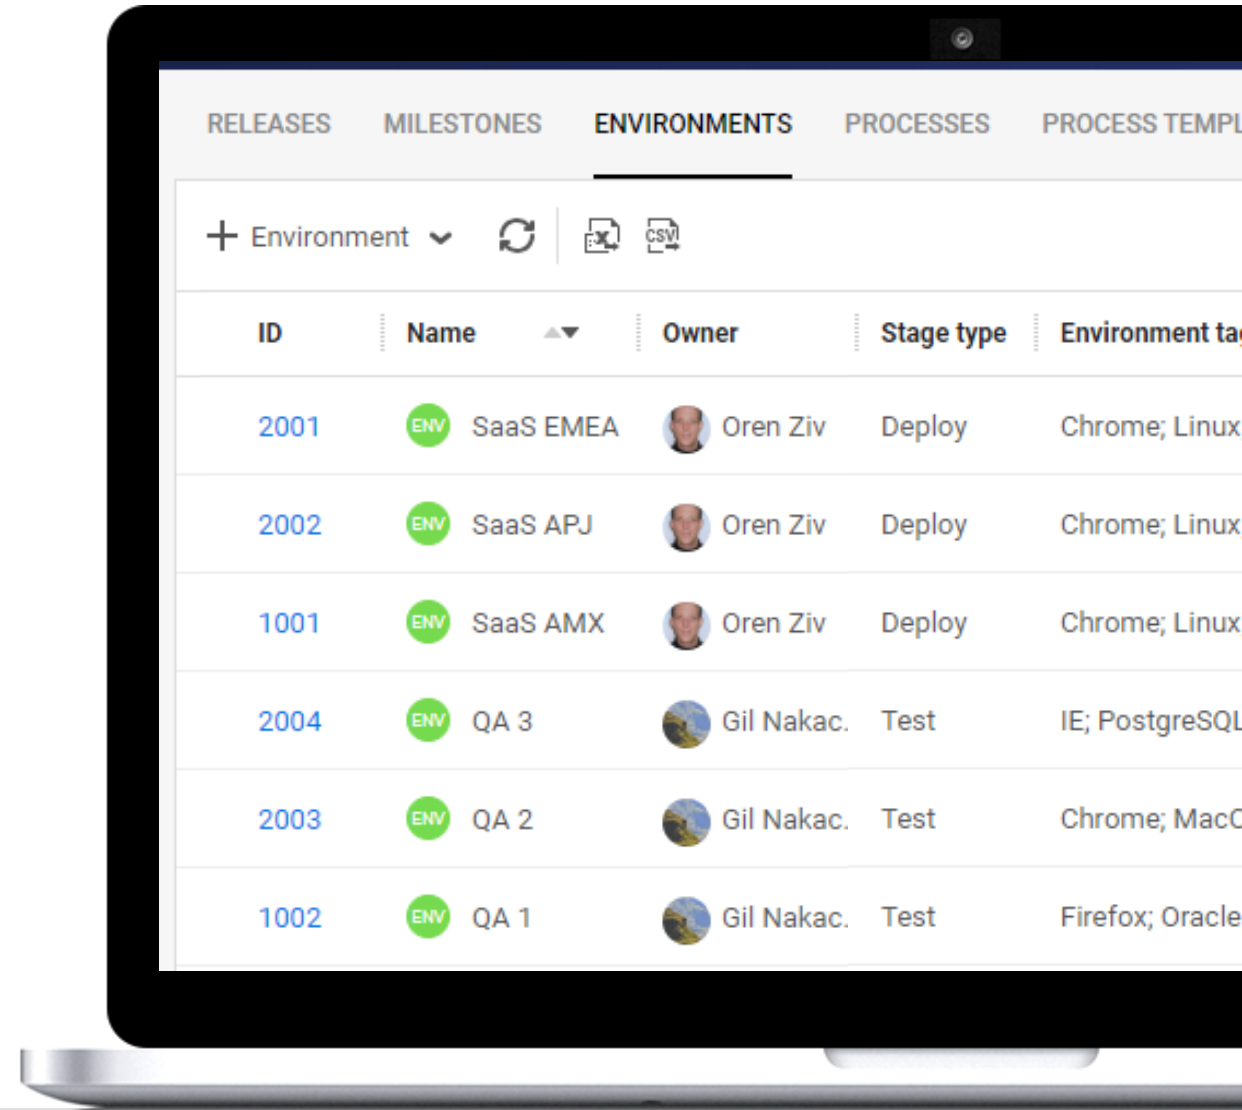 RELEASES MILESTONES ENVIRONMENTS PROCESSES PROCESS TEMPL
Environment CSV
ID Name Owner Stage type Environment tag
2001 ENV SaaS EMEA Oren Ziv Deploy Chrome; Linux
2002 ENV SaaS APJ Oren Ziv Deploy Chrome; Linux
1001 ENV SaaS AMX Oren Ziv Deploy Chrome; Linux
2004 ENV QA 3 Gil Nakac. Test IE; PostgreSQL
2003 ENV QA 2 Gil Nakac. Test Chrome; MacO
1002 ENV QA 1 Gil Nakac. Test Firefox; Oracle